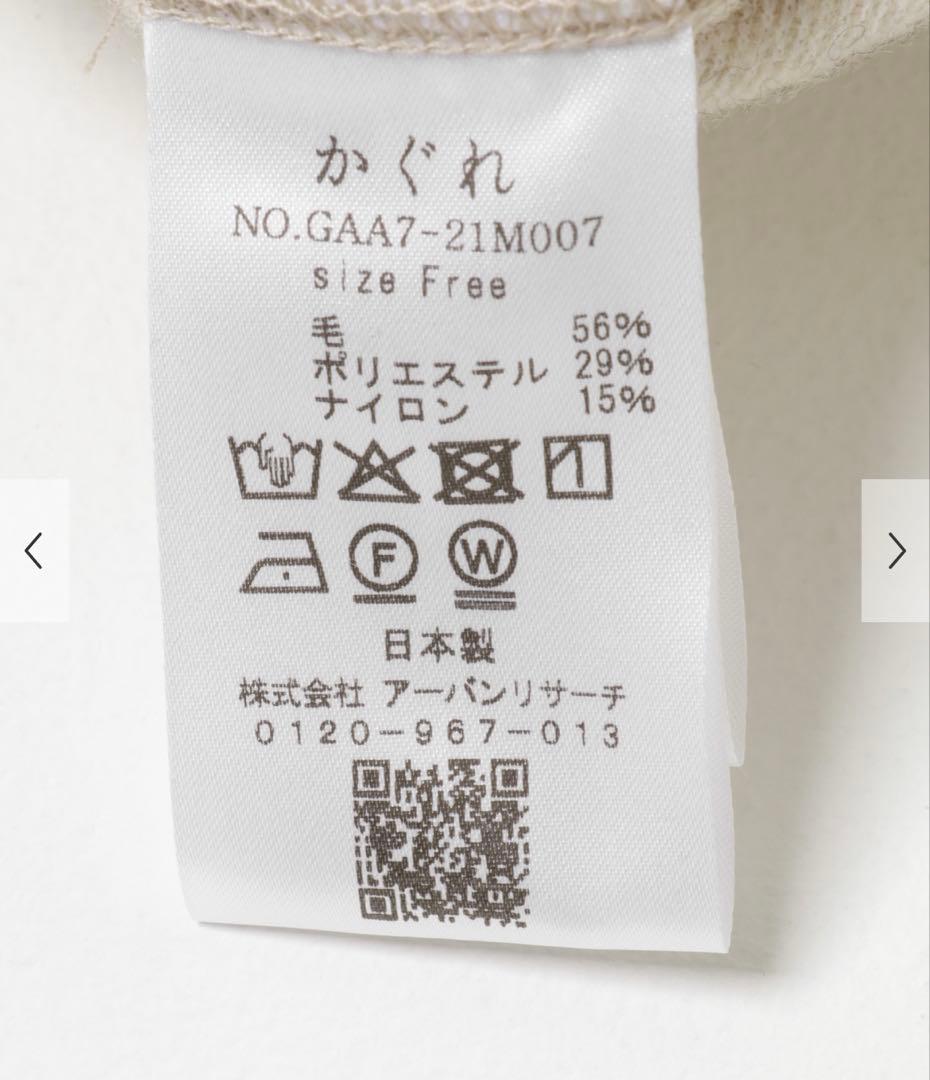 かぐれ
NO.GAA7-21M007
size Free
毛 56%
ポリエステル 29%
ナイロン 15%
F W
日本製
株式会社 アーバンリサーチ
0120-967-013